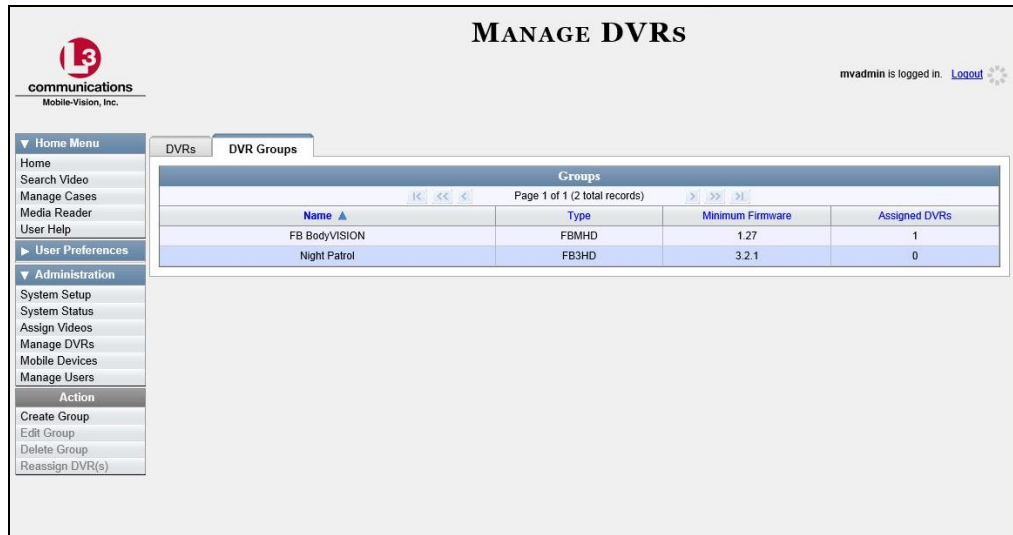 MANAGE DVRS
L3
communications
Mobile-Vision, Inc.
mvadmin is logged in. Logout
▼ Home Menu
Home
Search Video
Manage Cases
Media Reader
User Help
▶ User Preferences
▼ Administration
System Setup
System Status
Assign Videos
Manage DVRs
Mobile Devices
Manage Users
Action
Create Group
Edit Group
Delete Group
Reassign DVR(s)
DVRs DVR Groups
Groups
|< << < Page 1 of 1 (2 total records) > >> >|
Name ▲ Type Minimum Firmware Assigned DVRs
FB BodyVISION FBMHD 1.27 1
Night Patrol FB3HD 3.2.1 0